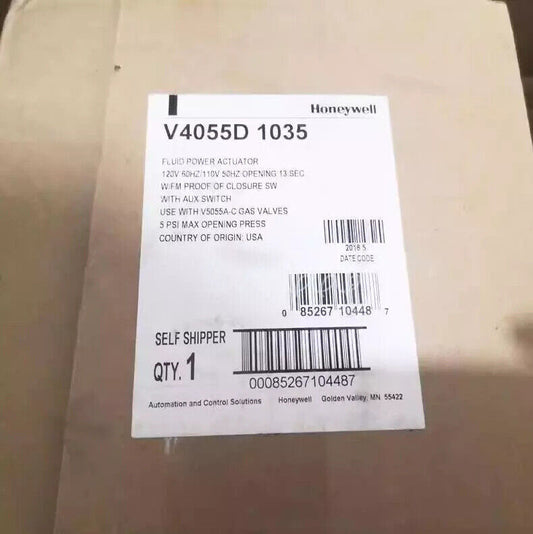 Honeywell
V4055D 1035
FLUID POWER ACTUATOR
120V 60HZ/110V 50HZ OPENING 13 SEC
W/FM PROOF OF CLOSURE SW
WITH AUX SWITCH
USE WITH V5055A-C GAS VALVES
5 PSI MAX OPENING PRESS
COUNTRY OF ORIGIN: USA
2018 5
DATE CODE
0 85267 10448 7
SELF SHIPPER
QTY. 1
00085267104487
Automation and Control Solutions Honeywell Golden Valley, MN 55422